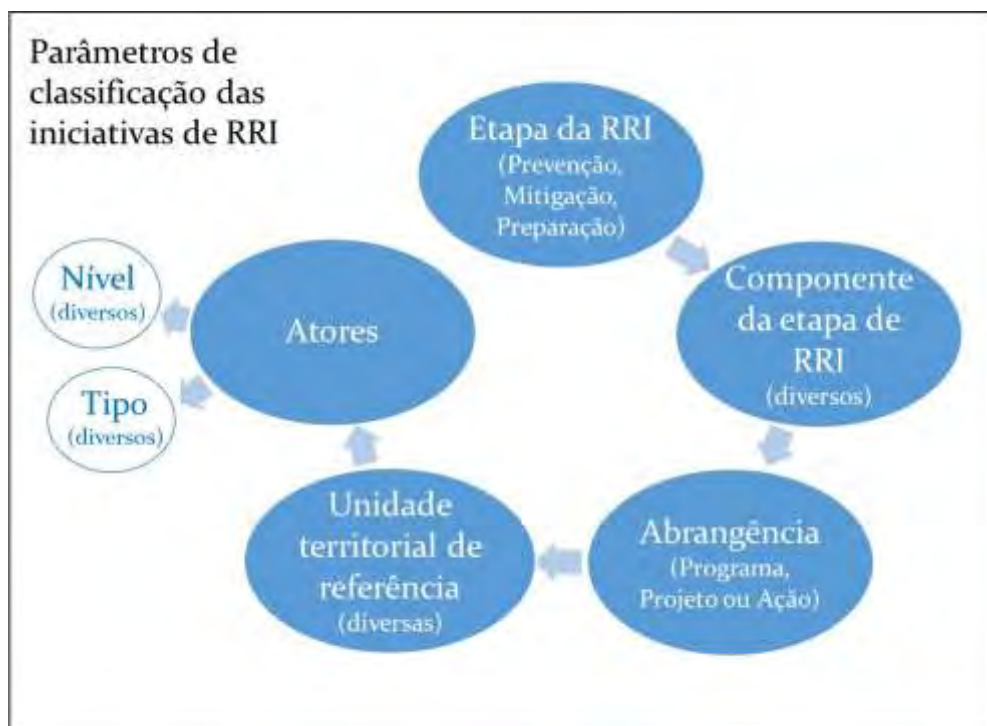 Parâmetros de
classificação das
iniciativas de RRI
Etapa da RRI
(Prevenção,
Mitigação,
Preparação)
Componente
da etapa de
RRI
(diversos)
Abrangência
(Programa,
Projeto ou Ação)
Unidade
territorial de
referência
(diversas)
Atores
Nível
(diversos)
Tipo
(diversos)